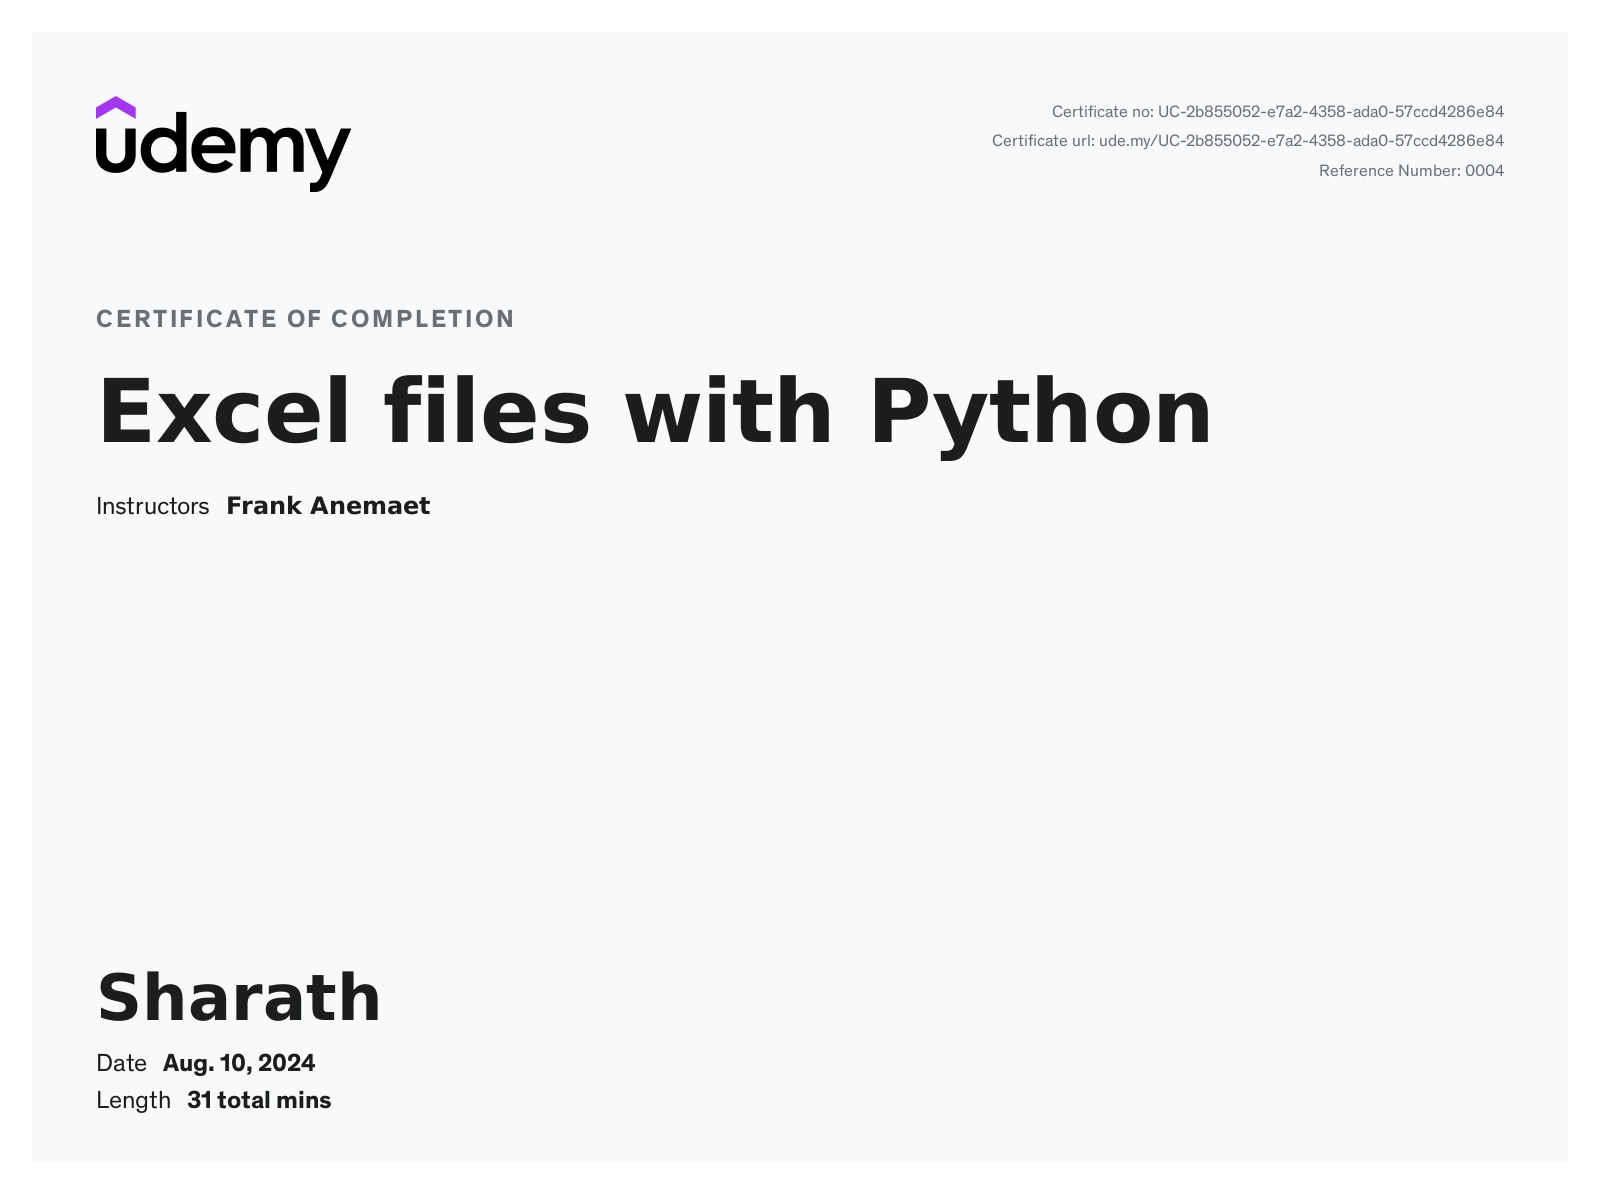 udemy
Certificate no: UC-2b855052-e7a2-4358-ada0-57ccd4286e84
Certificate url: ude.my/UC-2b855052-e7a2-4358-ada0-57ccd4286e84
Reference Number: 0004
CERTIFICATE OF COMPLETION
Excel files with Python
Instructors Frank Anemaet
Sharath
Date Aug. 10, 2024
Length 31 total mins